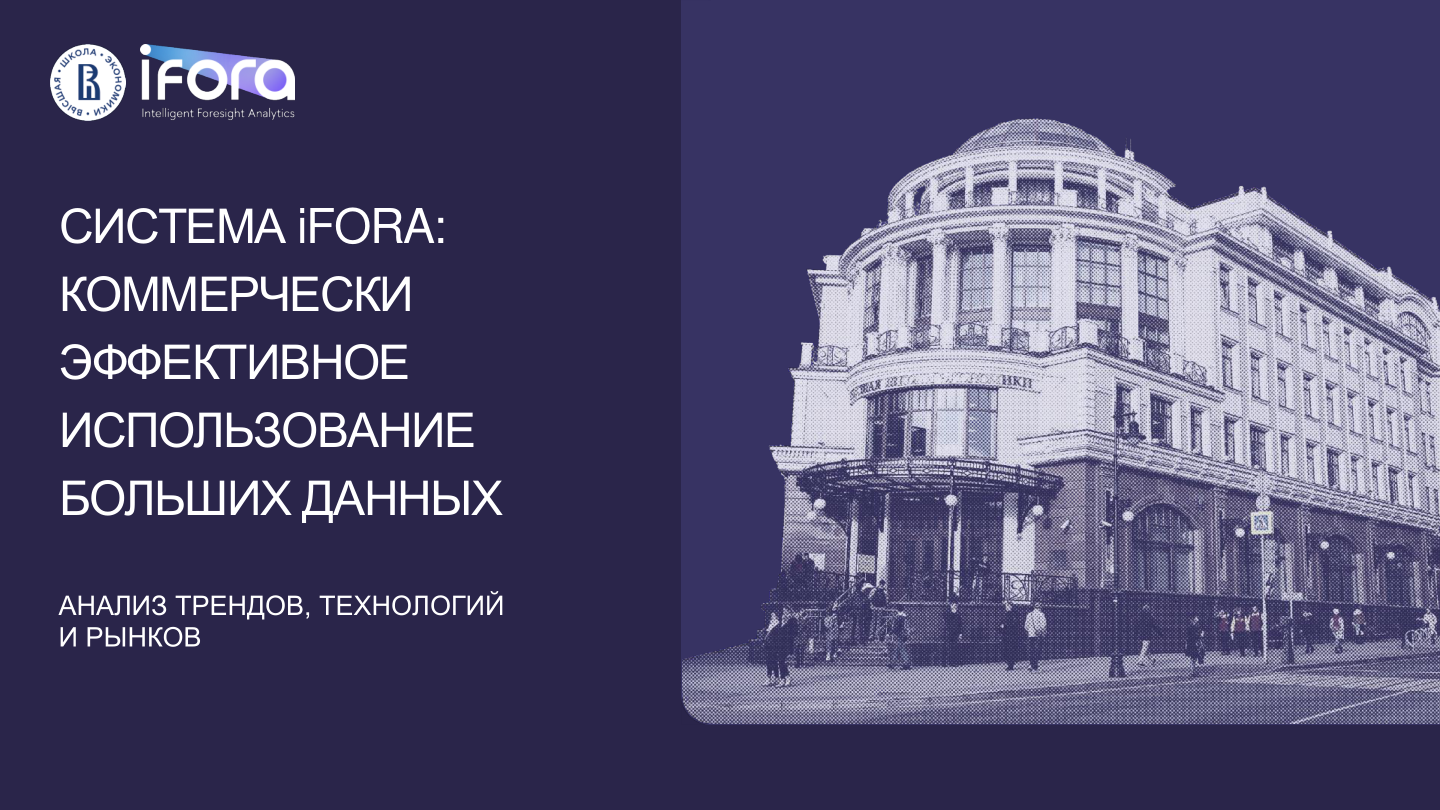 ВЫСШАЯ • ШКОЛА • ЭКОНОМИКИ •
iFORA
Intelligent Foresight Analytics
СИСТЕМА iFORA:
КОММЕРЧЕСКИ
ЭФФЕКТИВНОЕ
ИСПОЛЬЗОВАНИЕ
БОЛЬШИХ ДАННЫХ
АНАЛИЗ ТРЕНДОВ, ТЕХНОЛОГИЙ
И РЫНКОВ